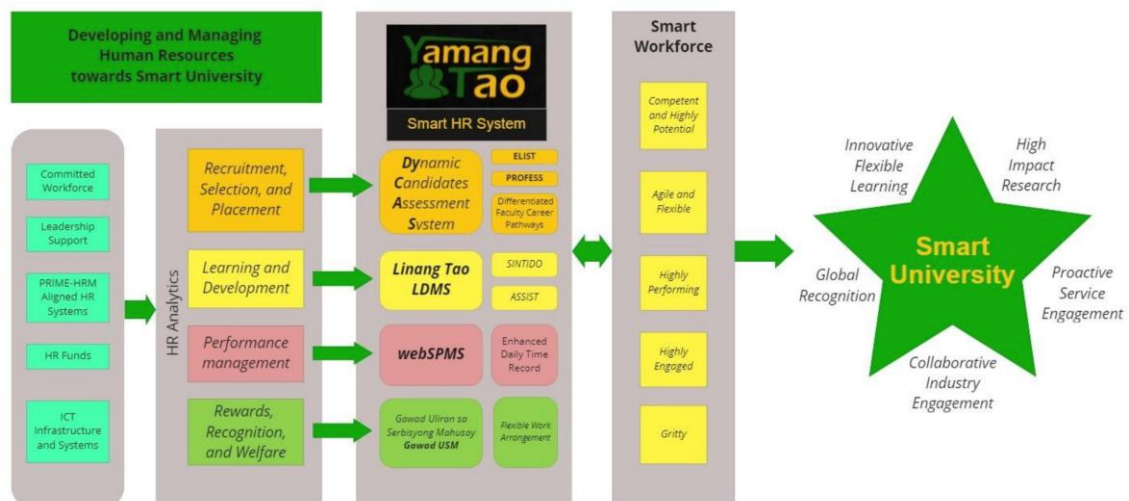 Developing and Managing
Human Resources
towards Smart University
Committed
Workforce
Leadership
Support
PRIME-HRM
Aligned HR
Systems
HR Funds
ICT
Infrastructure
and Systems
HR Analytics
Recruitment,
Selection, and
Placement
Learning and
Development
Performance
management
Rewards,
Recognition,
and Welfare
Yamang
Tao
Smart HR System
Dynamic
Candidates
Assessment
System
ELIST
PROFESS
Differentiated
Faculty Career
Pathways
Linang Tao
LDMS
SINTIDO
ASSIST
webSPMS
Enhanced
Daily Time
Record
Gawad Uliran sa
Serbisyong Mahusay
Gawad USM
Flexible Work
Arrangement
Smart
Workforce
Competent
and Highly
Potential
Agile and
Flexible
Highly
Performing
Highly
Engaged
Gritty
Innovative
Flexible
Learning
High
Impact
Research
Smart
University
Global
Recognition
Proactive
Service
Engagement
Collaborative
Industry
Engagement